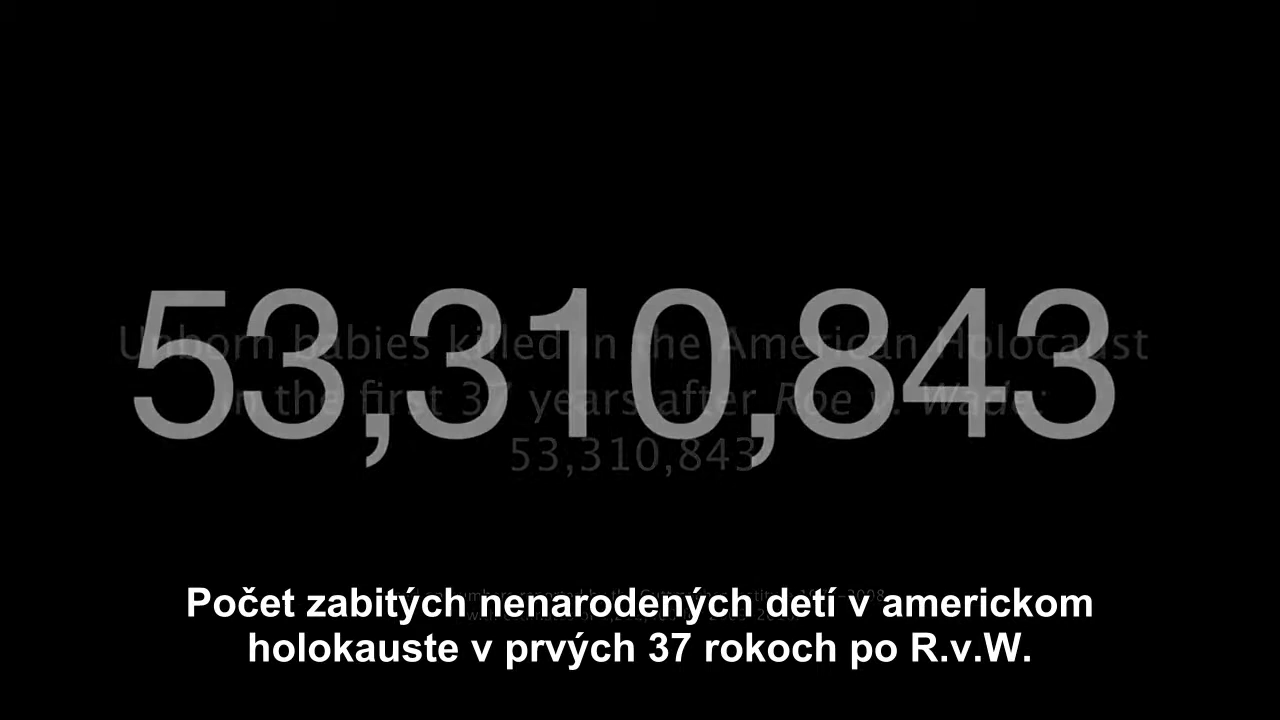 53,310,843
Unborn babies killed in the American Holocaust
in the first 37 years after Roe v. Wade:
53,310,843
Počet zabitých nenarodených detí v americkom
holokauste v prvých 37 rokoch po R.v.W.